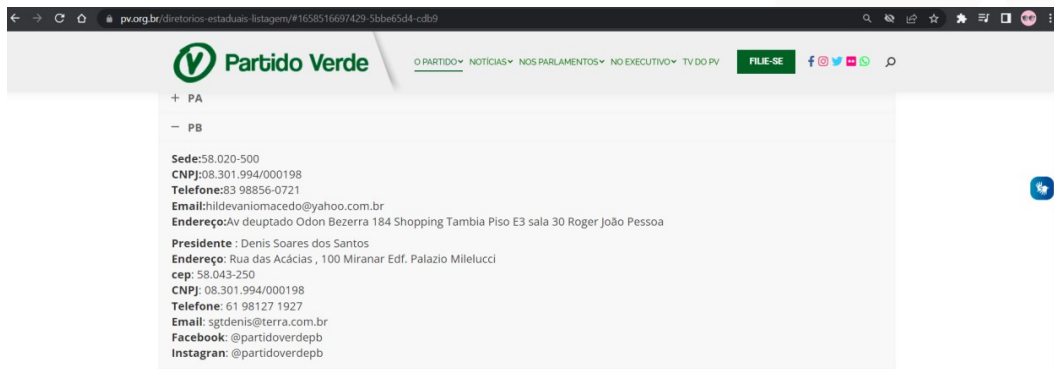 pv.org.br/diretorios-estaduais-listagem/#1658516697429-5bbe65d4-cdb9
Partido Verde
O PARTIDO NOTÍCIAS NOS PARLAMENTOS NO EXECUTIVO TV DO PV FILIE-SE
+ PA
− PB
Sede:58.020-500
CNPJ:08.301.994/000198
Telefone:83 98856-0721
Email:hildevaniomacedo@yahoo.com.br
Endereço:Av deuptado Odon Bezerra 184 Shopping Tambia Piso E3 sala 30 Roger João Pessoa
Presidente : Denis Soares dos Santos
Endereço: Rua das Acácias , 100 Miranar Edf. Palazio Milelucci
cep: 58.043-250
CNPJ: 08.301.994/000198
Telefone: 61 98127 1927
Email: sgtdenis@terra.com.br
Facebook: @partidoverdepb
Instagran: @partidoverdepb